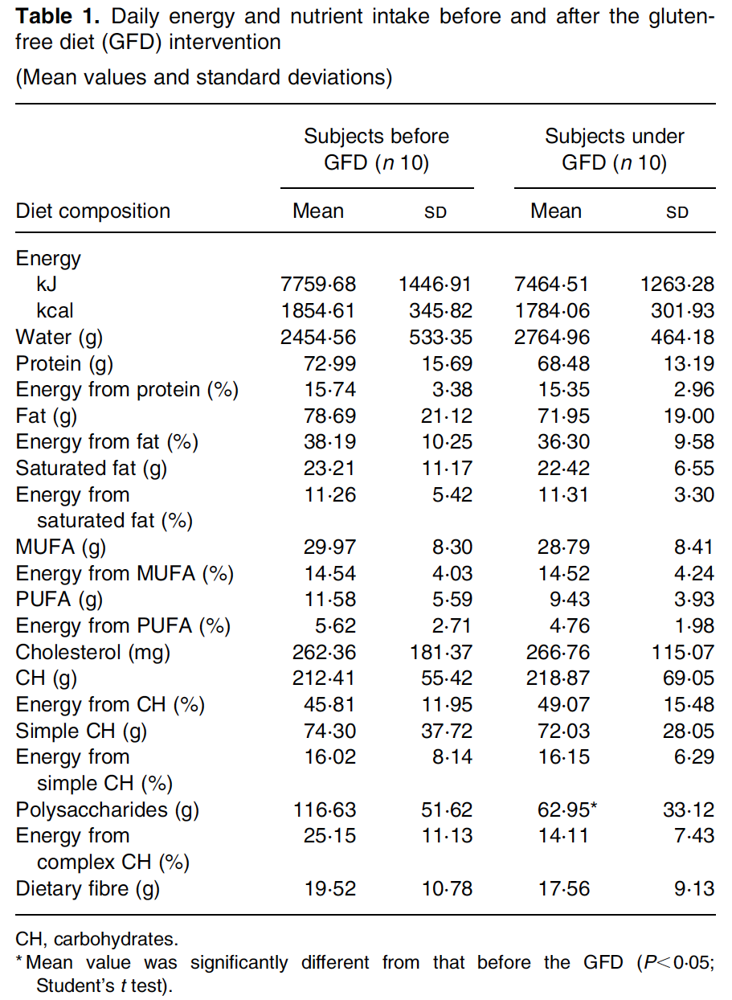 Table 1. Daily energy and nutrient intake before and after the gluten-
free diet (GFD) intervention
(Mean values and standard deviations)
Subjects before GFD (n 10) Subjects under GFD (n 10)
Diet composition Mean SD Mean SD
Energy
kJ 7759·68 1446·91 7464·51 1263·28
kcal 1854·61 345·82 1784·06 301·93
Water (g) 2454·56 533·35 2764·96 464·18
Protein (g) 72·99 15·69 68·48 13·19
Energy from protein (%) 15·74 3·38 15·35 2·96
Fat (g) 78·69 21·12 71·95 19·00
Energy from fat (%) 38·19 10·25 36·30 9·58
Saturated fat (g) 23·21 11·17 22·42 6·55
Energy from 11·26 5·42 11·31 3·30
saturated fat (%)
MUFA (g) 29·97 8·30 28·79 8·41
Energy from MUFA (%) 14·54 4·03 14·52 4·24
PUFA (g) 11·58 5·59 9·43 3·93
Energy from PUFA (%) 5·62 2·71 4·76 1·98
Cholesterol (mg) 262·36 181·37 266·76 115·07
CH (g) 212·41 55·42 218·87 69·05
Energy from CH (%) 45·81 11·95 49·07 15·48
Simple CH (g) 74·30 37·72 72·03 28·05
Energy from 16·02 8·14 16·15 6·29
simple CH (%)
Polysaccharides (g) 116·63 51·62 62·95* 33·12
Energy from 25·15 11·13 14·11 7·43
complex CH (%)
Dietary fibre (g) 19·52 10·78 17·56 9·13
CH, carbohydrates.
* Mean value was significantly different from that before the GFD (P<0·05;
Student's t test).